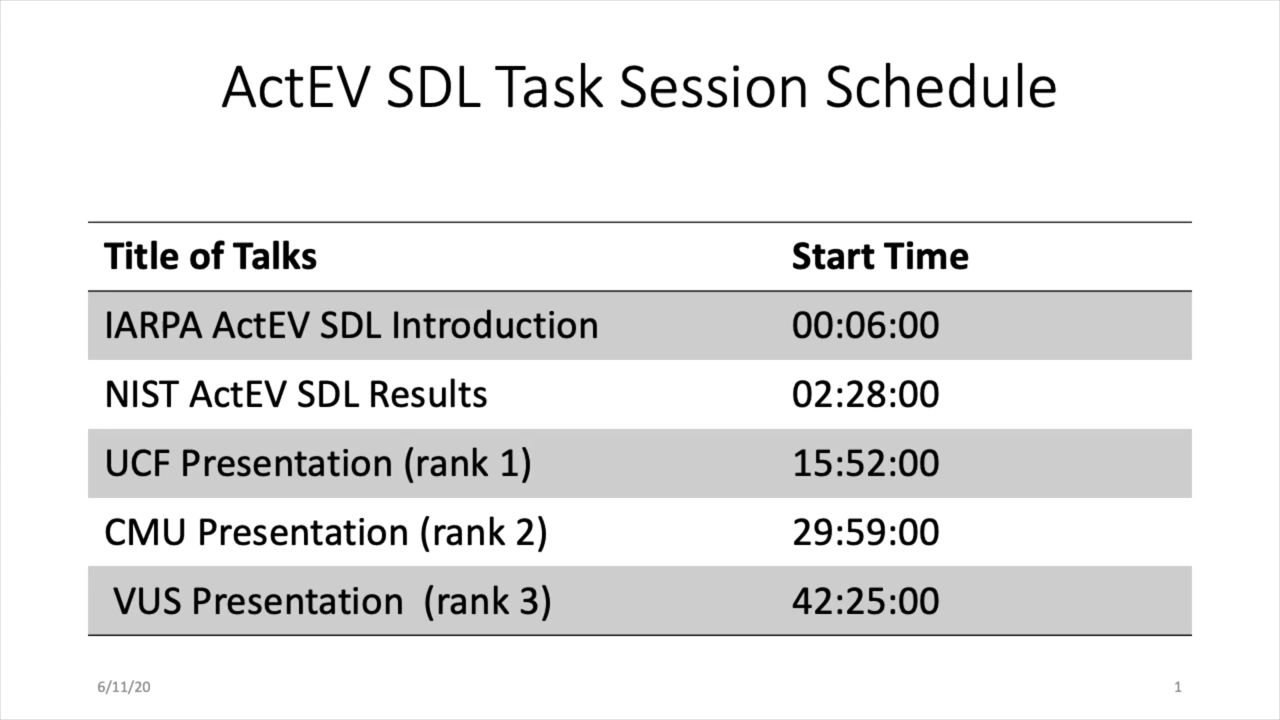 ActEV SDL Task Session Schedule
Title of Talks Start Time
IARPA ActEV SDL Introduction 00:06:00
NIST ActEV SDL Results 02:28:00
UCF Presentation (rank 1) 15:52:00
CMU Presentation (rank 2) 29:59:00
VUS Presentation (rank 3) 42:25:00
6/11/20 1